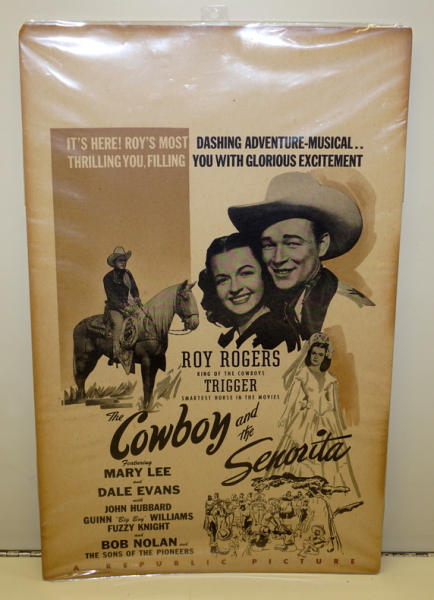 IT'S HERE! ROY'S MOST DASHING ADVENTURE-MUSICAL..
THRILLING YOU, FILLING YOU WITH GLORIOUS EXCITEMENT
ROY ROGERS
KING OF THE COWBOYS
TRIGGER
SMARTEST HORSE IN THE MOVIES
The Cowboy and
the Senorita
Featuring
MARY LEE
and
DALE EVANS
with
JOHN HUBBARD
GUINN "Big Boy" WILLIAMS
FUZZY KNIGHT
and
BOB NOLAN and
THE SONS OF THE PIONEERS
A REPUBLIC PICTURE